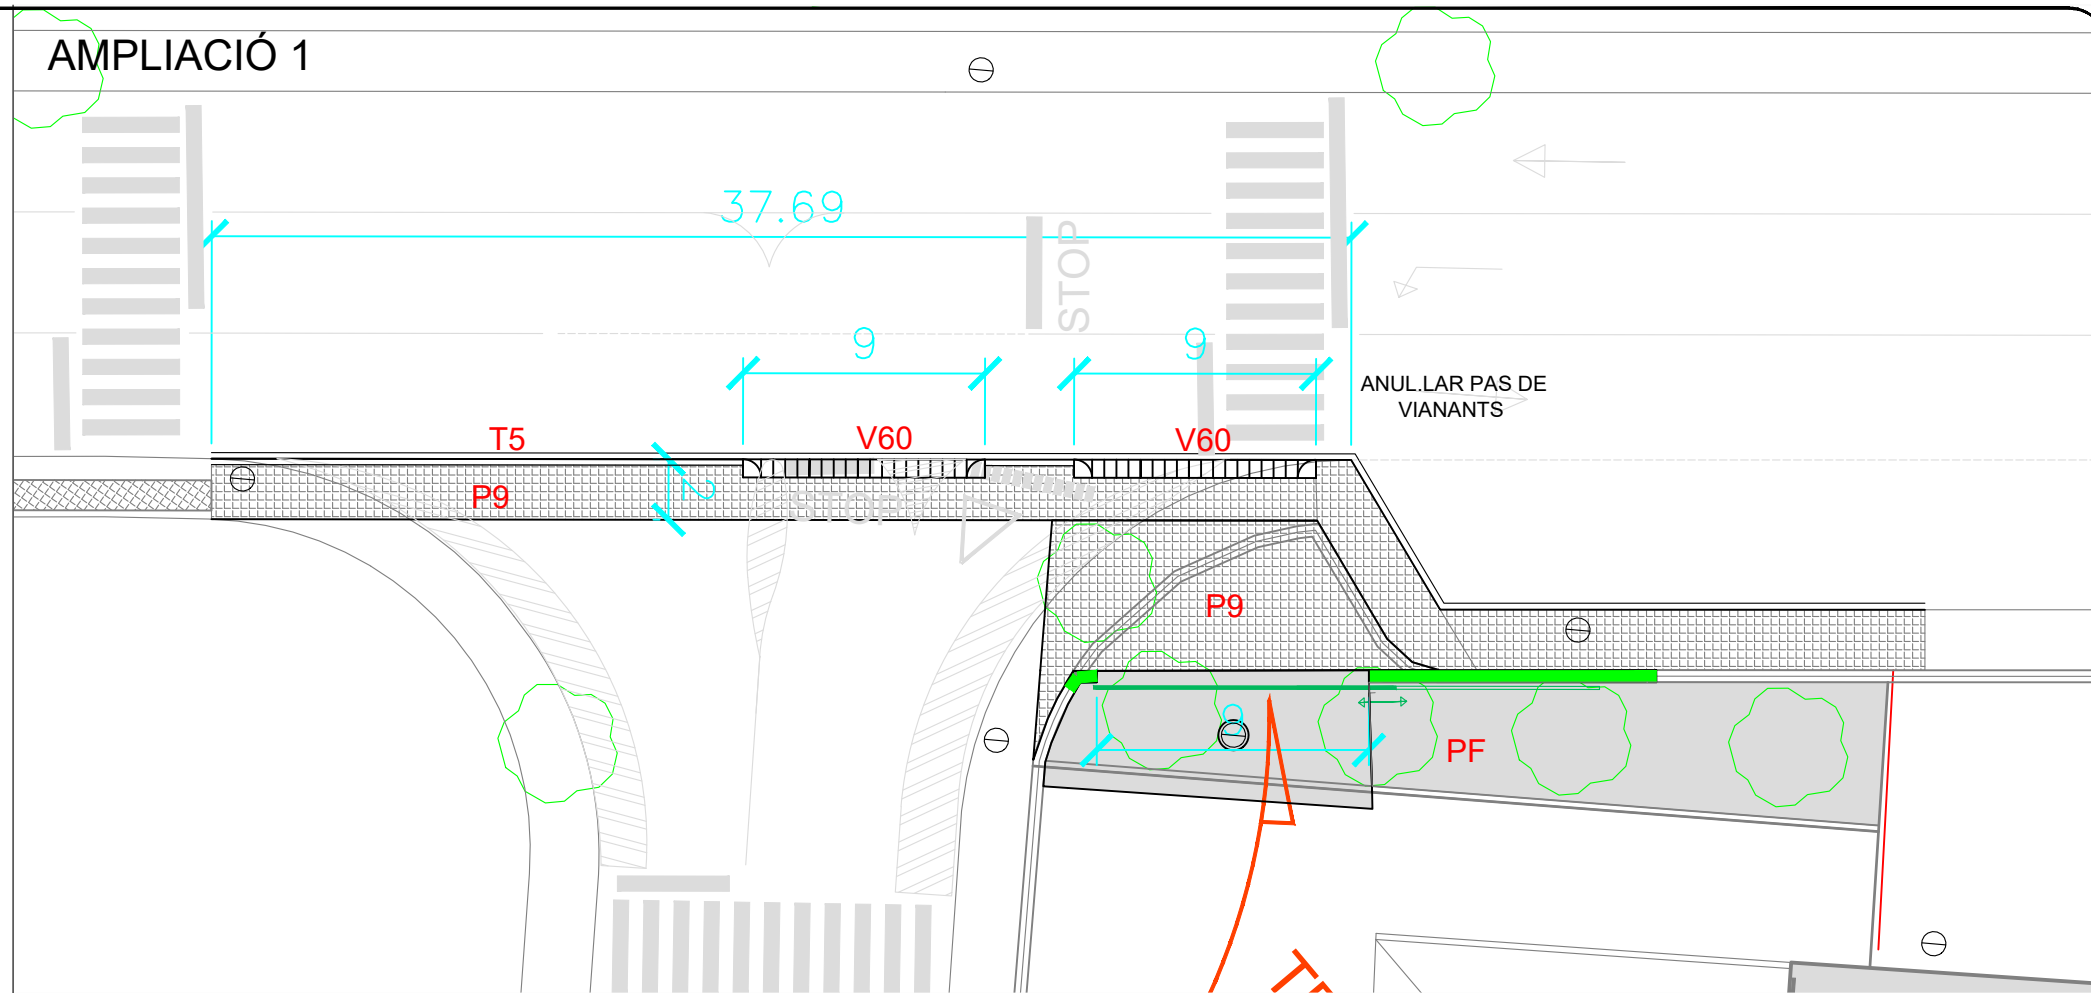 AMPLIACIÓ 1
37.69
STOP
9
9
ANUL.LAR PAS DE
VIANANTS
T5
V60
V60
P9
2
STOP
P9
PF